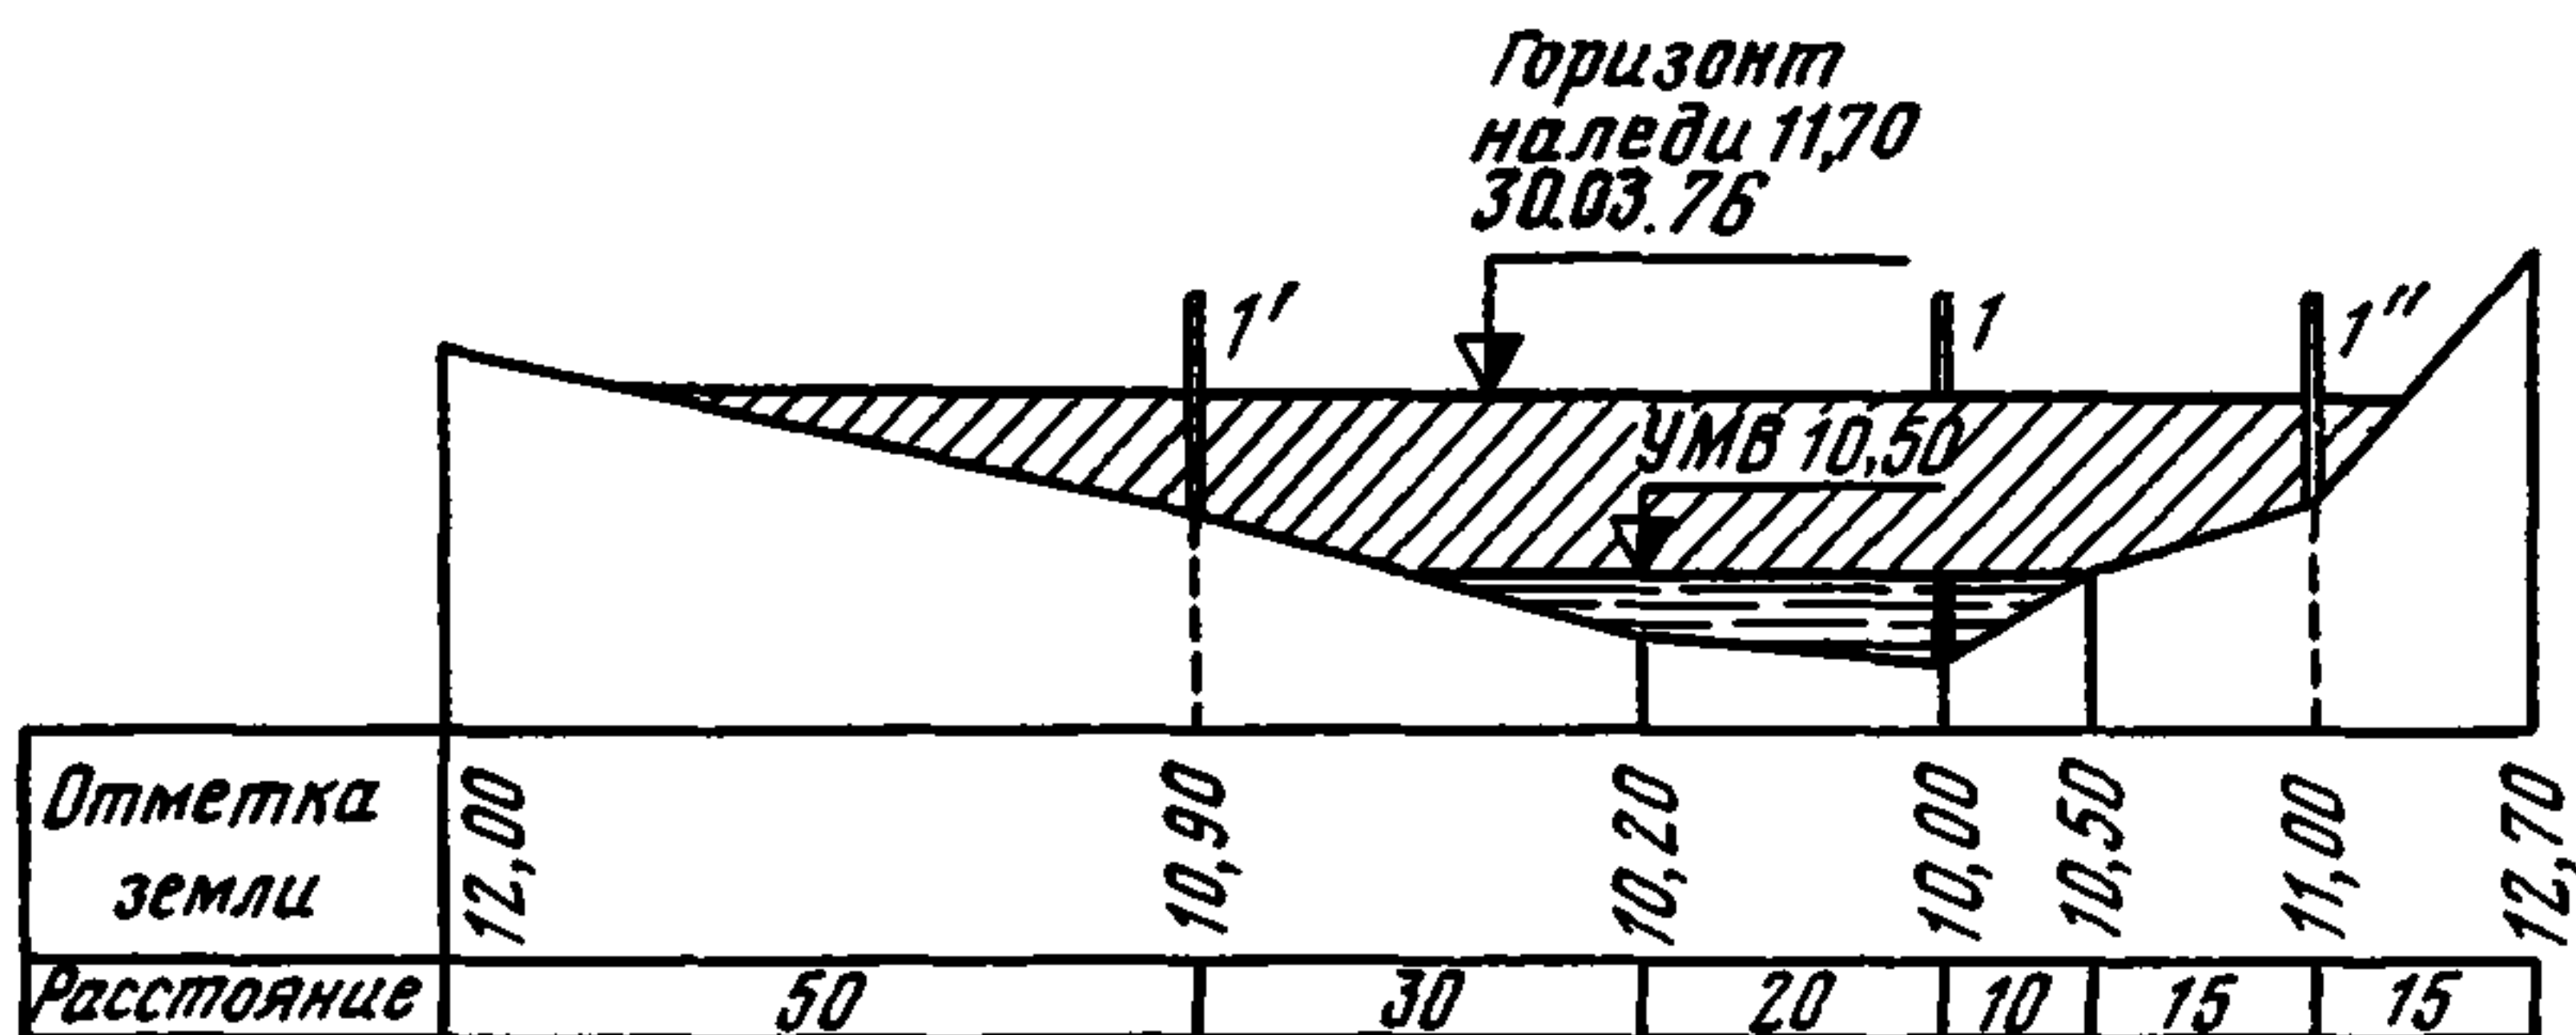 Горизонт
наледи 11,70
30.03.76
1'
1
1"
УМВ 10,50
Отметка
земли
12,00
10,90
10,20
10,00
10,50
11,00
12,70
Расстояние 50 30 20 10 15 15